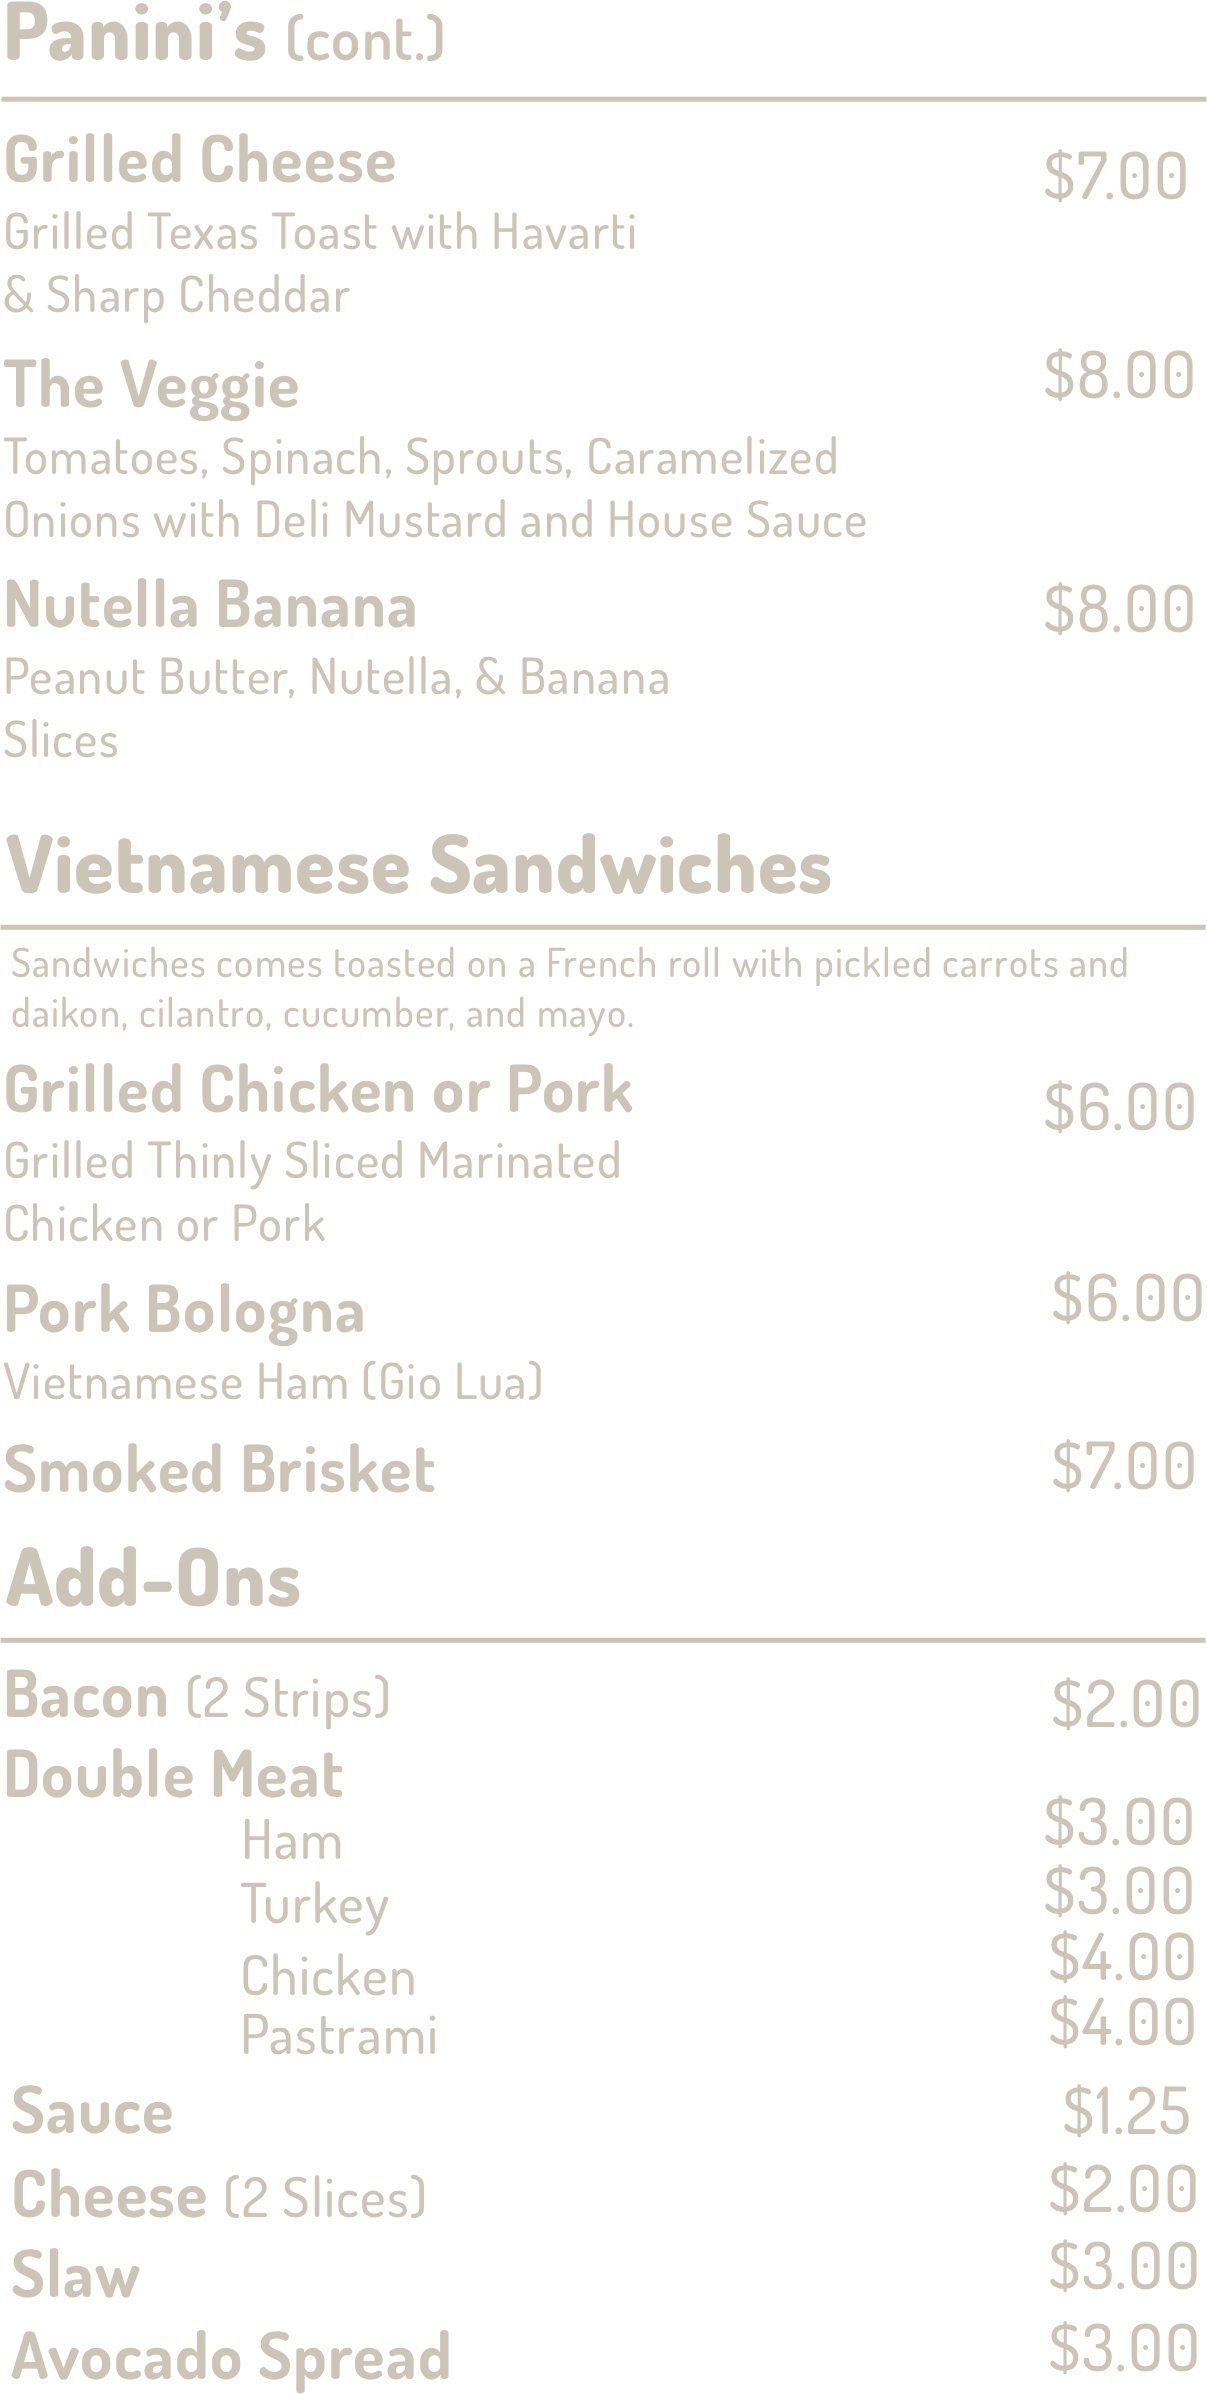 Panini's (cont.)
Grilled Cheese $7.00
Grilled Texas Toast with Havarti
& Sharp Cheddar
The Veggie $8.00
Tomatoes, Spinach, Sprouts, Caramelized
Onions with Deli Mustard and House Sauce
Nutella Banana $8.00
Peanut Butter, Nutella, & Banana
Slices
Vietnamese Sandwiches
Sandwiches comes toasted on a French roll with pickled carrots and
daikon, cilantro, cucumber, and mayo.
Grilled Chicken or Pork $6.00
Grilled Thinly Sliced Marinated
Chicken or Pork
Pork Bologna $6.00
Vietnamese Ham (Gio Lua)
Smoked Brisket $7.00
Add-Ons
Bacon (2 Strips) $2.00
Double Meat
Ham $3.00
Turkey $3.00
Chicken $4.00
Pastrami $4.00
Sauce $1.25
Cheese (2 Slices) $2.00
Slaw $3.00
Avocado Spread $3.00